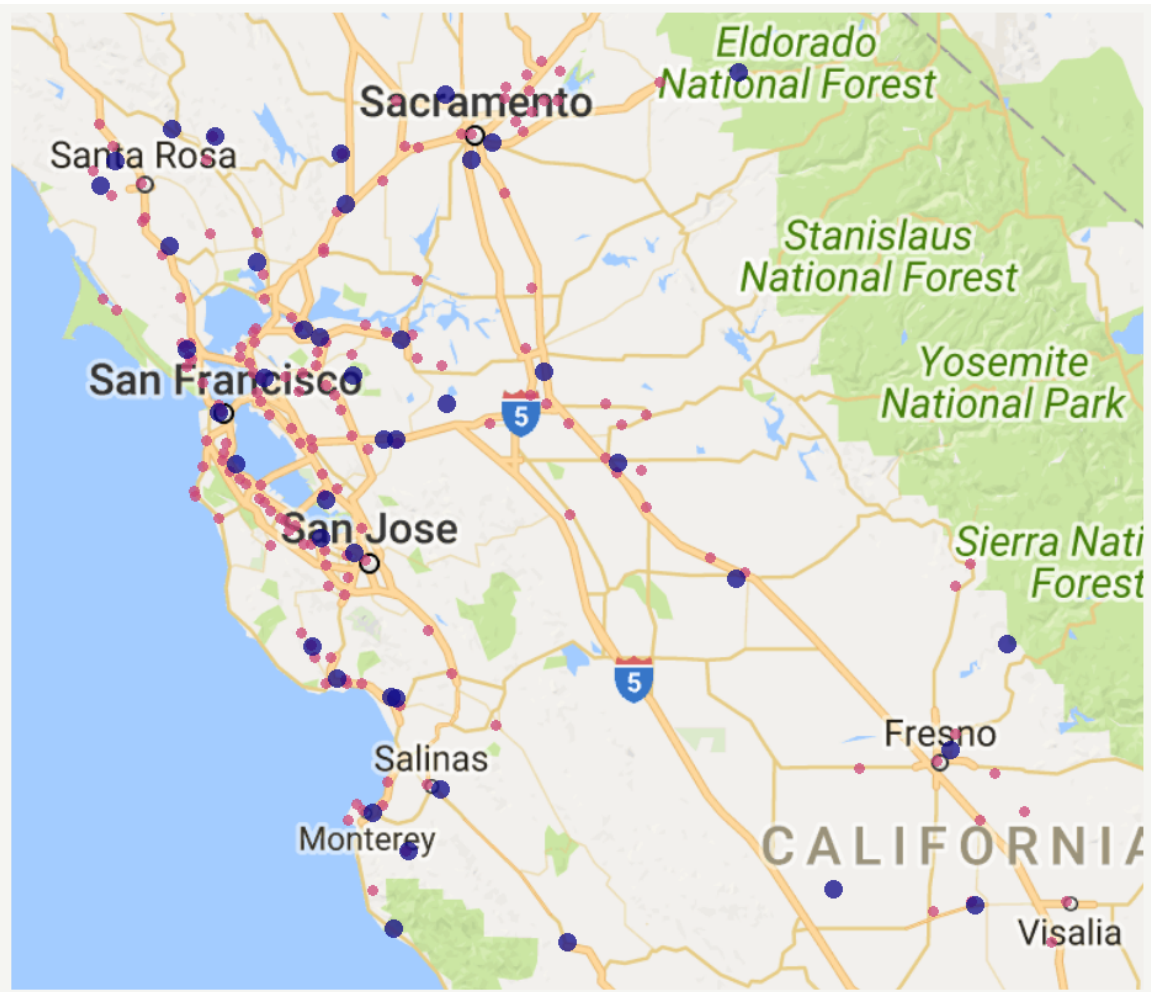 Eldorado
National Forest
Sacramento
Santa Rosa
Stanislaus
National Forest
San Francisco
Yosemite
National Park
5
San Jose
Sierra Nati
Forest
5
Fresno
Salinas
Monterey
CALIFORNIA
Visalia